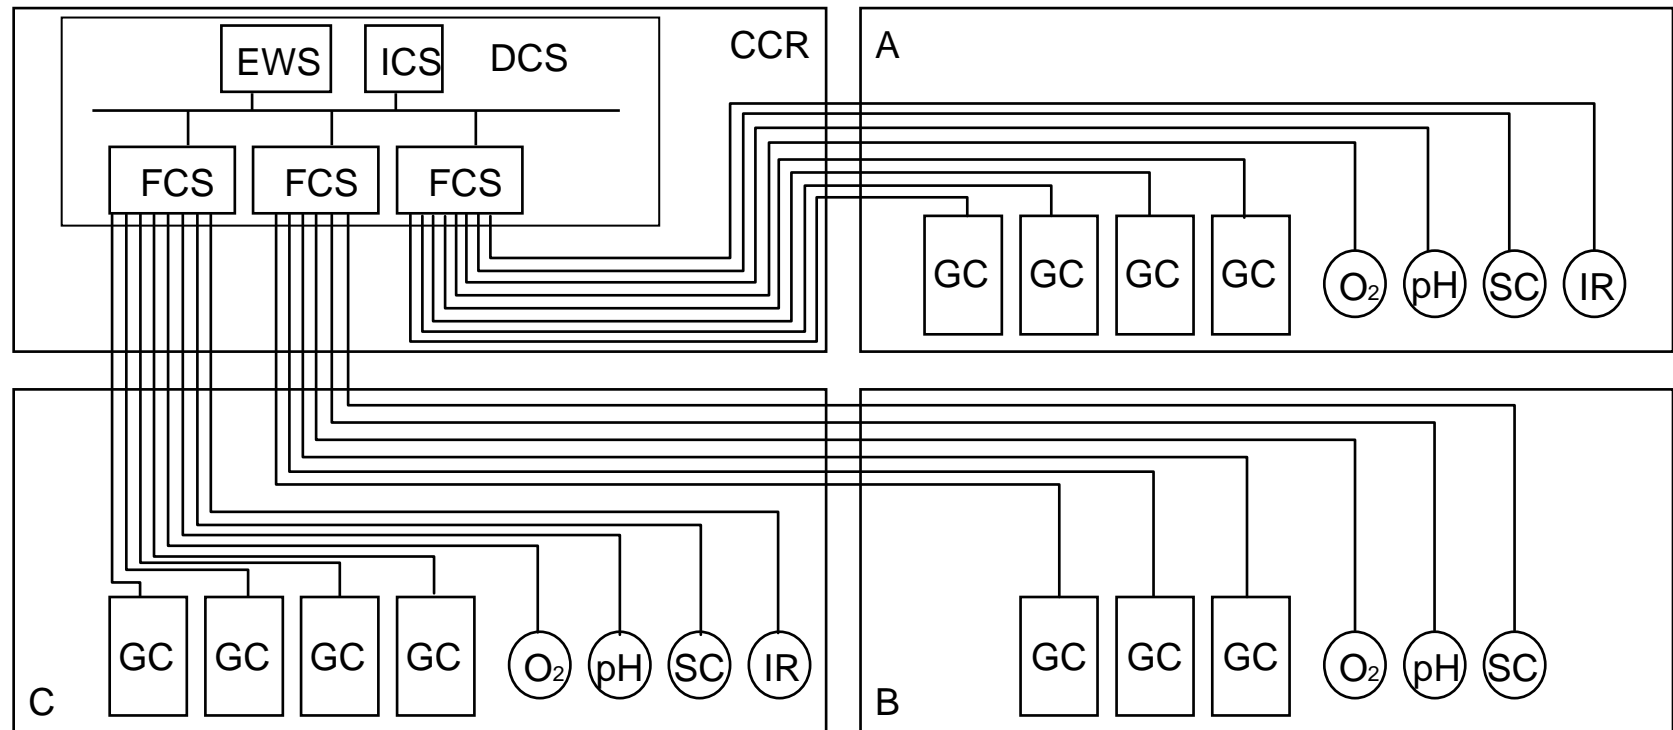 EWS ICS DCS CCR
FCS FCS FCS
A
GC GC GC GC O2 pH SC IR
C
GC GC GC GC O2 pH SC IR
B
GC GC GC O2 pH SC